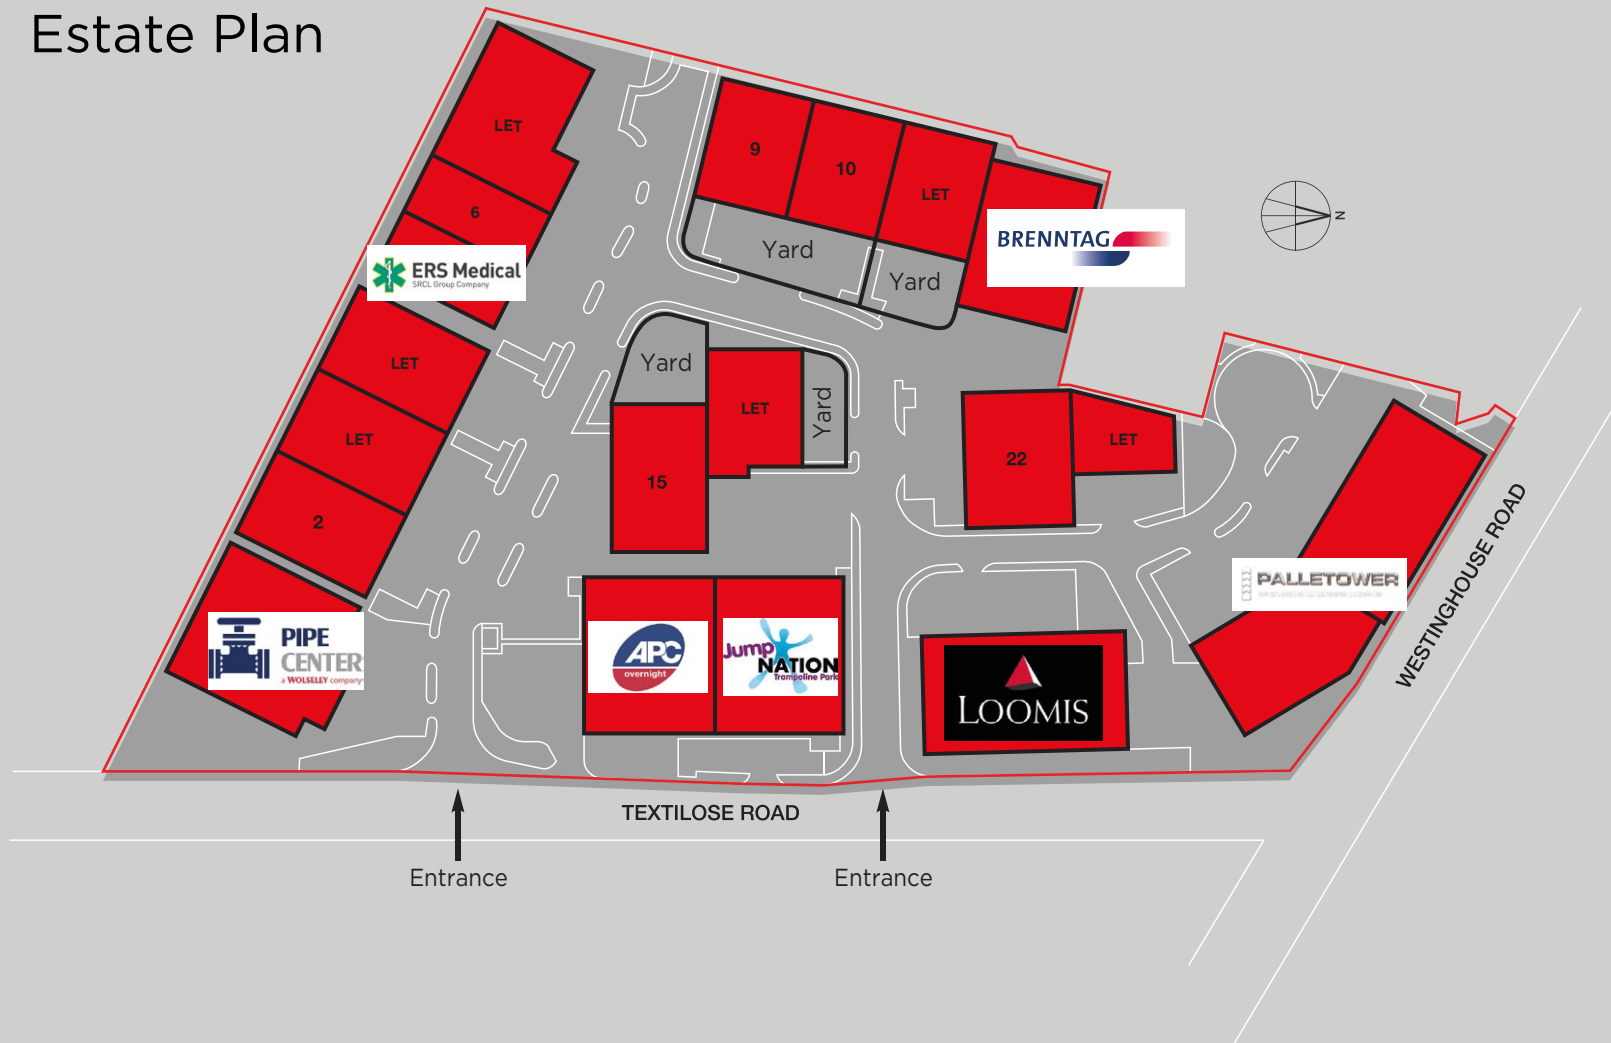 Estate Plan
LET
6
ERS Medical
SRCL Group Company
LET
LET
2
PIPE
CENTER
a WOLSELEY company
9
10
LET
Yard
Yard
BRENNTAG
N
Yard
LET
Yard
15
22
LET
APC
overnight
Jump
NATION
Trampoline Park
LOOMIS
PALLETOWER
WESTINGHOUSE ROAD
TEXTILOSE ROAD
Entrance
Entrance